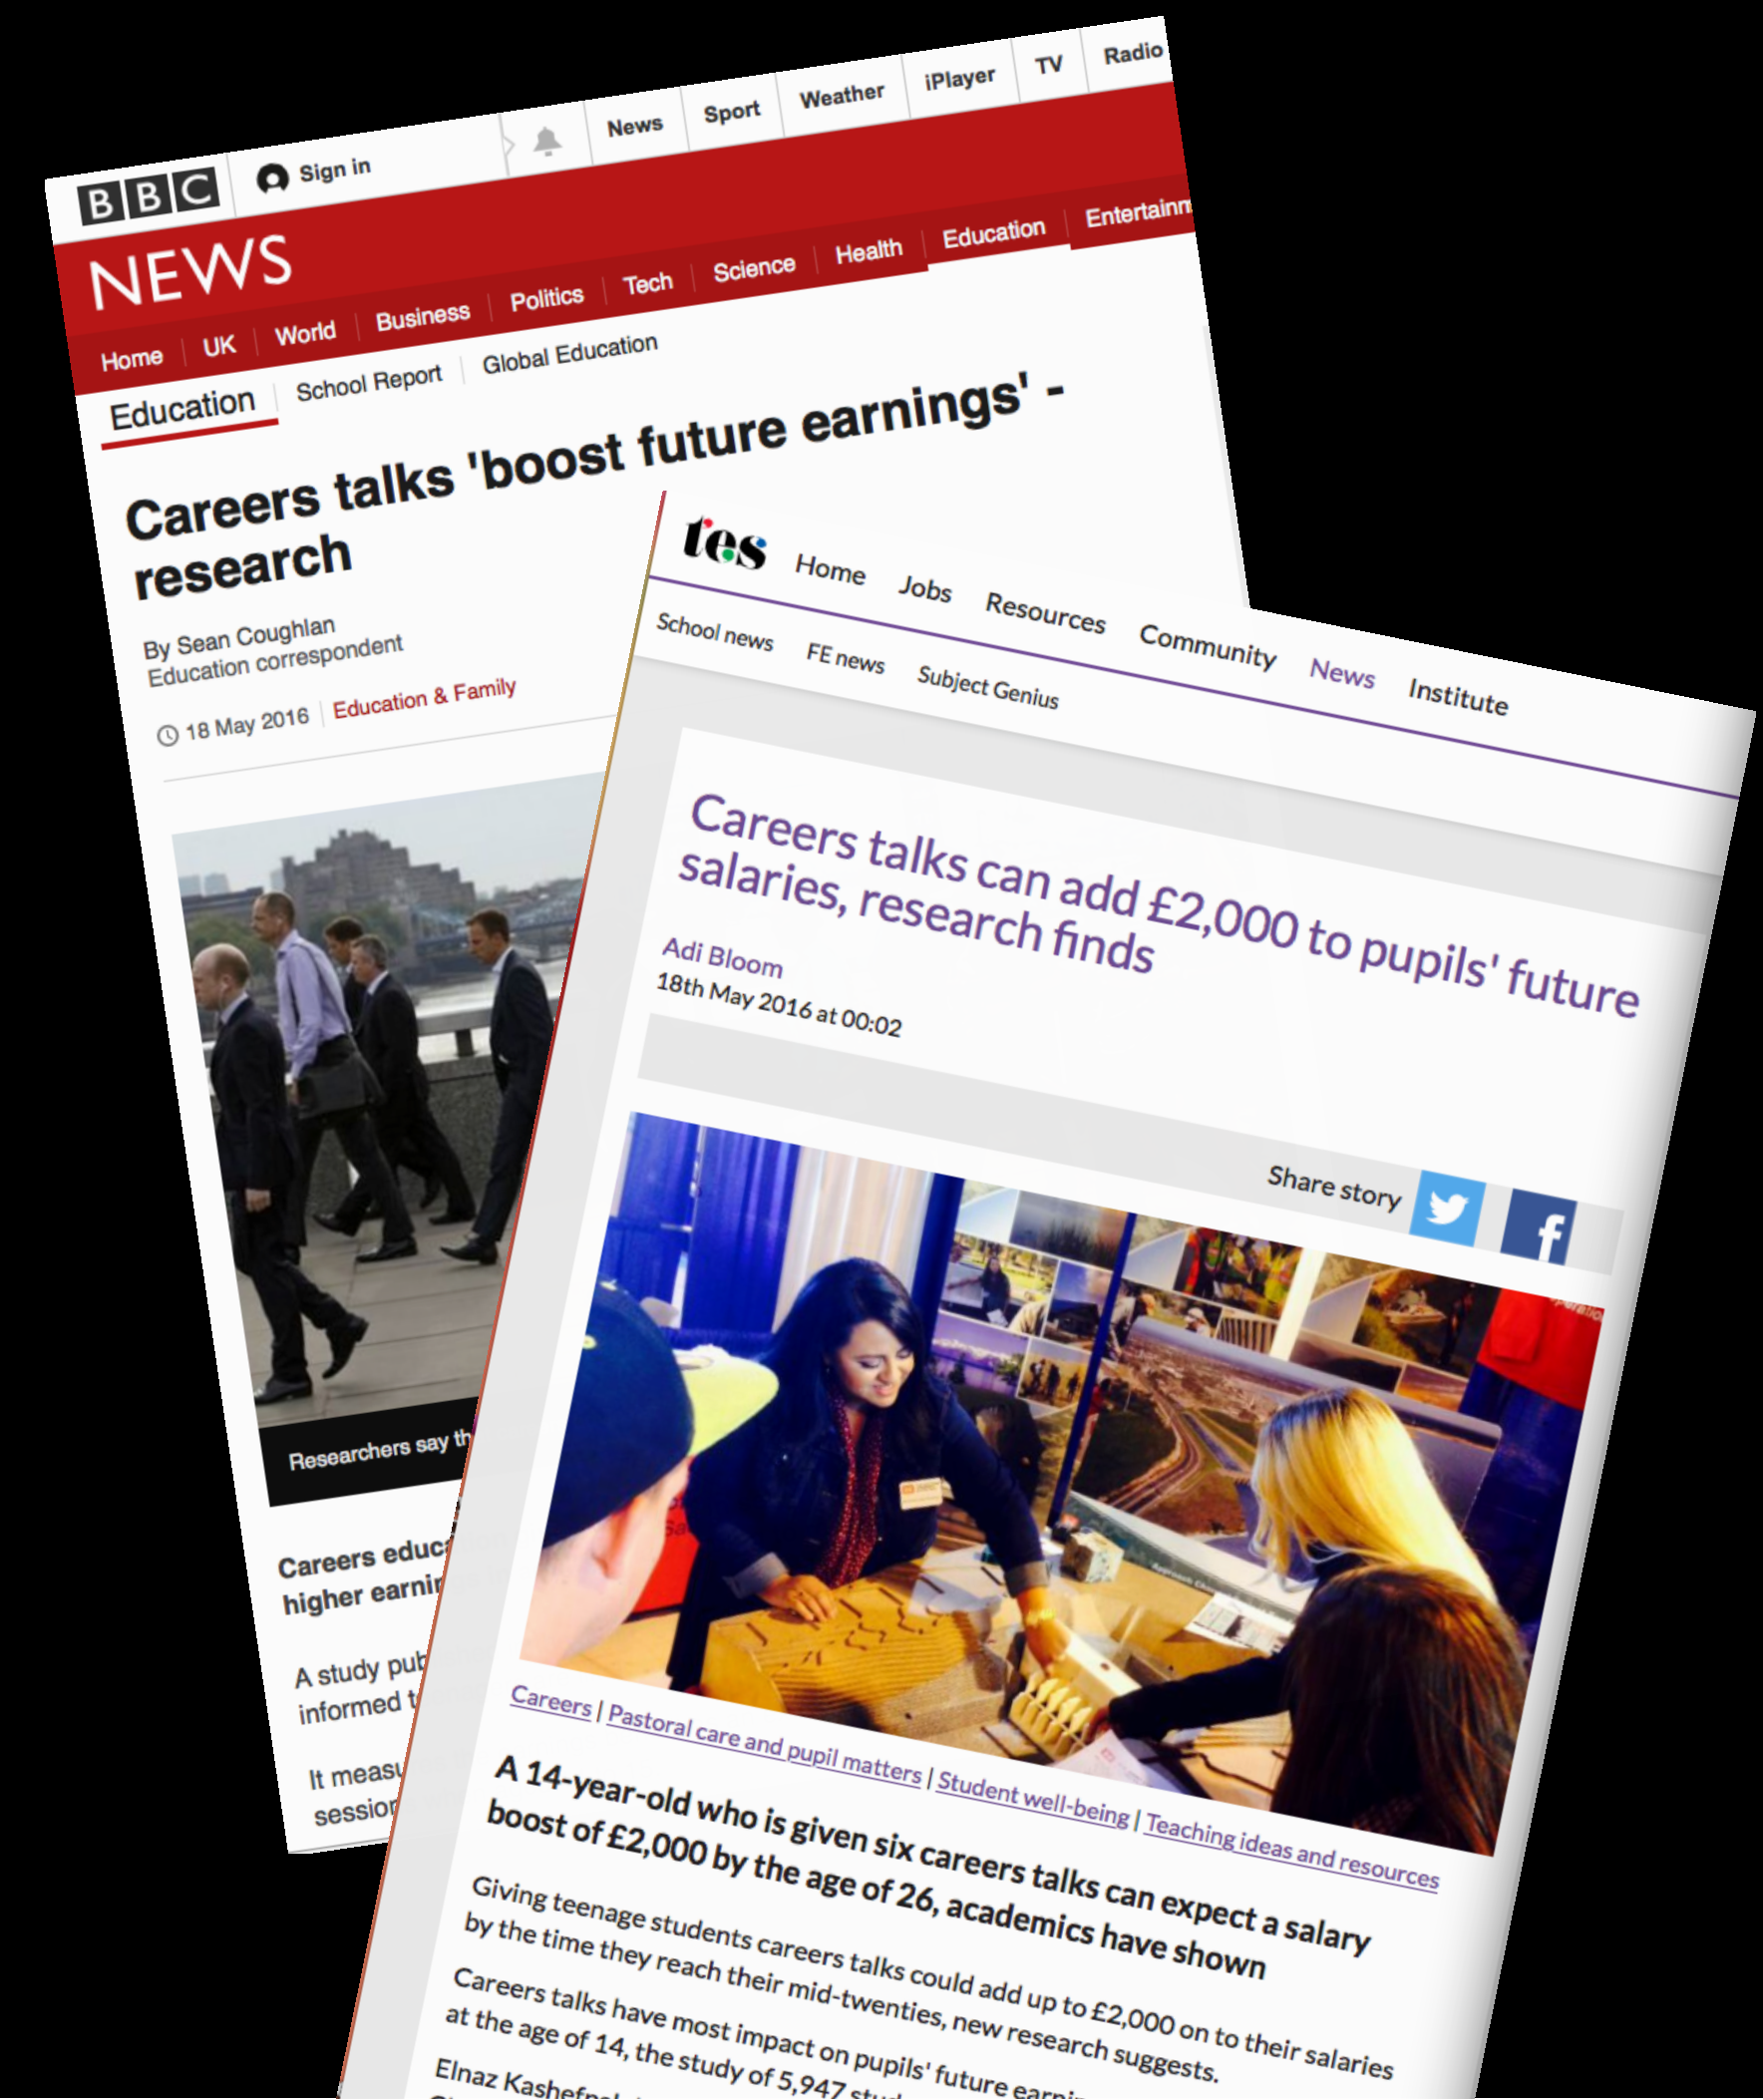 BBC
Sign in
News
Sport
Weather
iPlayer
TV
Radio
NEWS
Home
UK
World
Business
Politics
Tech
Science
Health
Education
Entertainm
Education
School Report
Global Education
Careers talks 'boost future earnings' -
research
By Sean Coughlan
Education correspondent
18 May 2016
Education & Family
Researchers say th
Careers educa
higher earnin
A study pub
informed t
It measu
session
tes
Home
Jobs
Resources
Community
News
Institute
School news
FE news
Subject Genius
Careers talks can add £2,000 to pupils' future
salaries, research finds
Adi Bloom
18th May 2016 at 00:02
Share story
Careers | Pastoral care and pupil matters | Student well-being | Teaching ideas and resources
A 14-year-old who is given six careers talks can expect a salary
boost of £2,000 by the age of 26, academics have shown
Giving teenage students careers talks could add up to £2,000 on to their salaries
by the time they reach their mid-twenties, new research suggests.
Careers talks have most impact on pupils' future earni
at the age of 14, the study of 5,947 stud
Elnaz